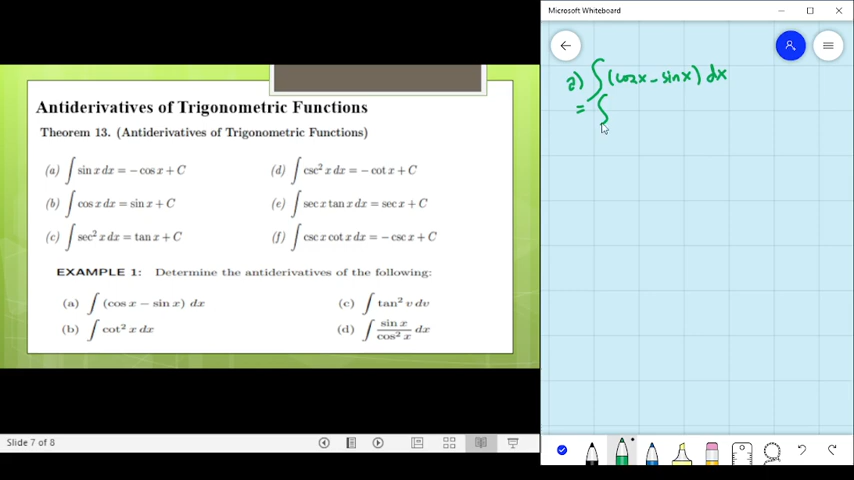 Microsoft Whiteboard
Antiderivatives of Trigonometric Functions
Theorem 13. (Antiderivatives of Trigonometric Functions)
(a) ∫ sin x dx = − cos x + C
(d) ∫ csc² x dx = − cot x + C
(b) ∫ cos x dx = sin x + C
(e) ∫ sec x tan x dx = sec x + C
(c) ∫ sec² x dx = tan x + C
(f) ∫ csc x cot x dx = − csc x + C
EXAMPLE 1: Determine the antiderivatives of the following:
(a) ∫ (cos x − sin x) dx
(c) ∫ tan² v dv
(b) ∫ cot² x dx
(d) ∫ sin x / cos² x dx
Slide 7 of 8
a) ∫ (cosx − sinx) dx
= ∫